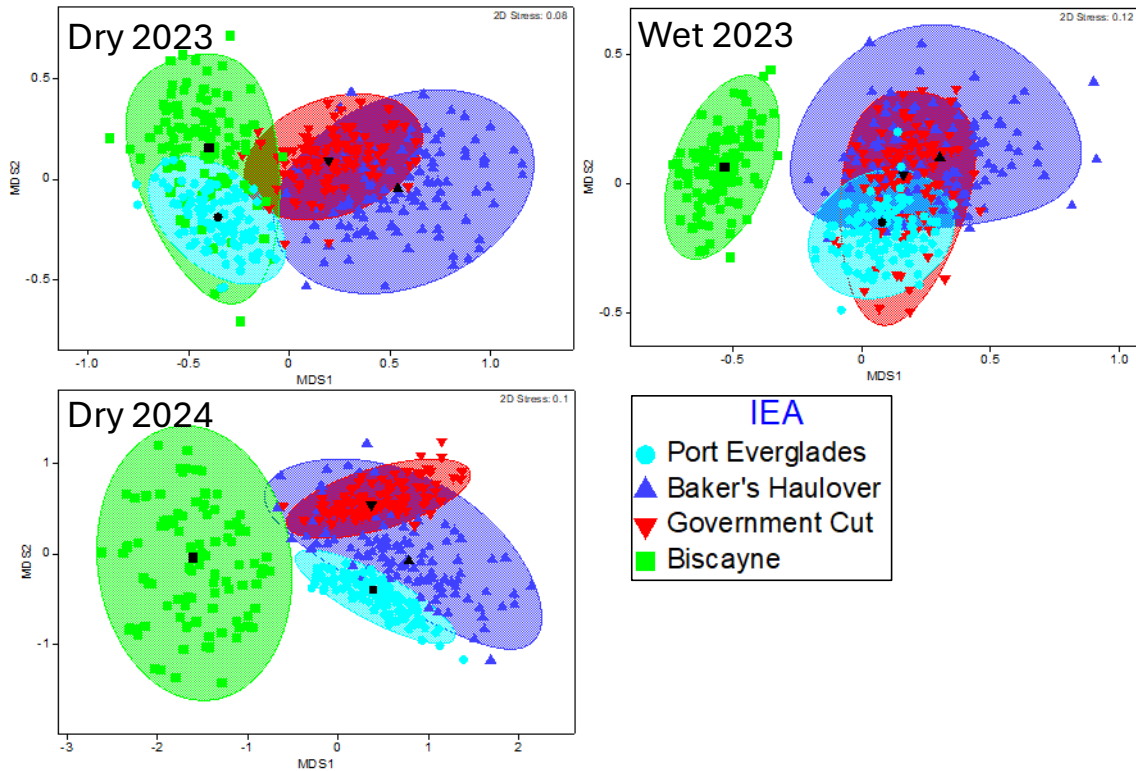 Dry 2023
2D Stress: 0.08
MDS2
0.5
0
-0.5
-1.0
-0.5
0
0.5
1.0
MDS1
Wet 2023
2D Stress: 0.12
MDS2
0.5
0
-0.5
-0.5
0
0.5
1.0
MDS1
Dry 2024
2D Stress: 0.1
MDS2
1
0
-1
-3
-2
-1
0
1
2
MDS1
IEA
Port Everglades
Baker's Haulover
Government Cut
Biscayne